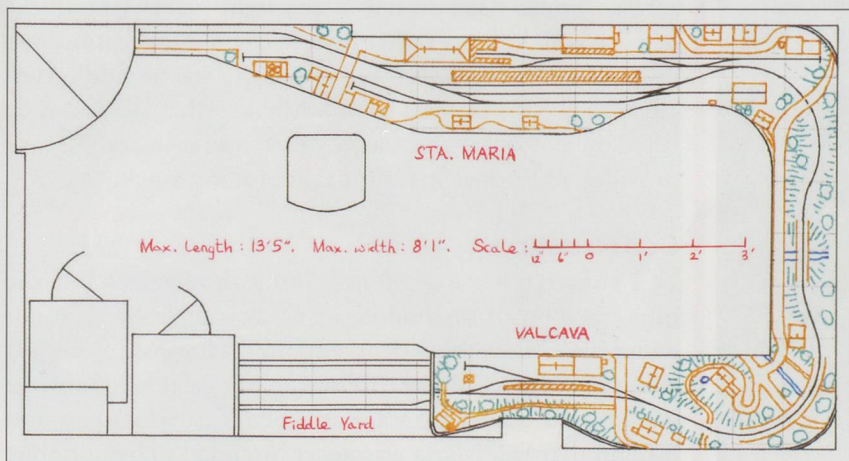 STA. MARIA
Max. Length : 13'5". Max. width : 8'1". Scale :
12" 6" 0 1' 2' 3'
VALCAVA
Fiddle Yard